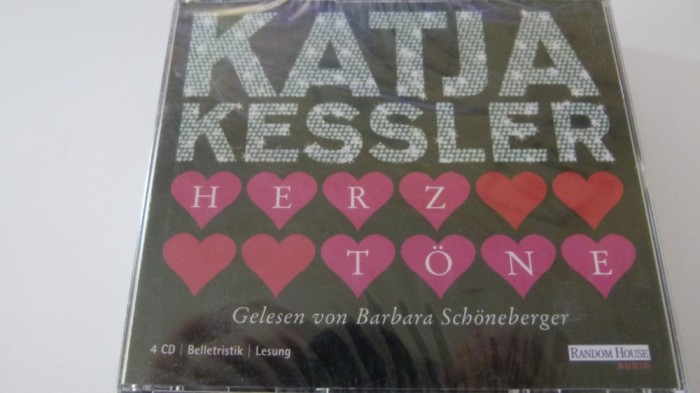 KATJA
KESSLER
HERZ
TÖNE
Gelesen von Barbara Schöneberger
4 CD | Belletristik | Lesung
RANDOM HOUSE
AUDIO